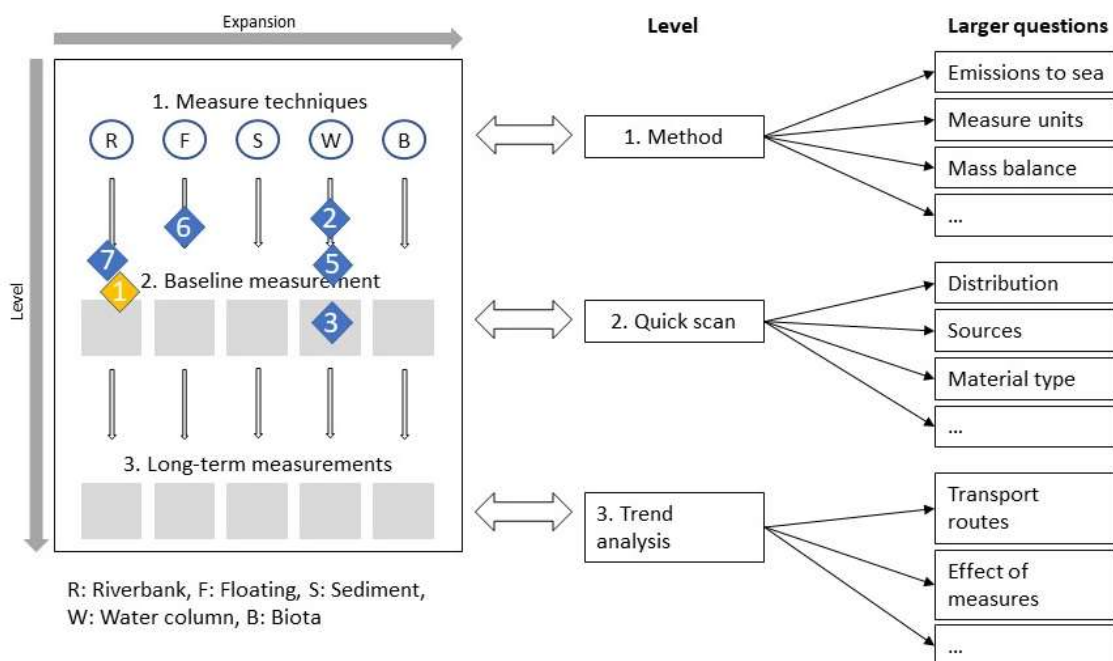 Expansion
Level
Larger questions
1. Measure techniques
R F S W B
6
2
7
5
1
2. Baseline measurement
3
3. Long-term measurements
Level
R: Riverbank, F: Floating, S: Sediment,
W: Water column, B: Biota
1. Method
2. Quick scan
3. Trend
analysis
Emissions to sea
Measure units
Mass balance
...
Distribution
Sources
Material type
...
Transport
routes
Effect of
measures
...